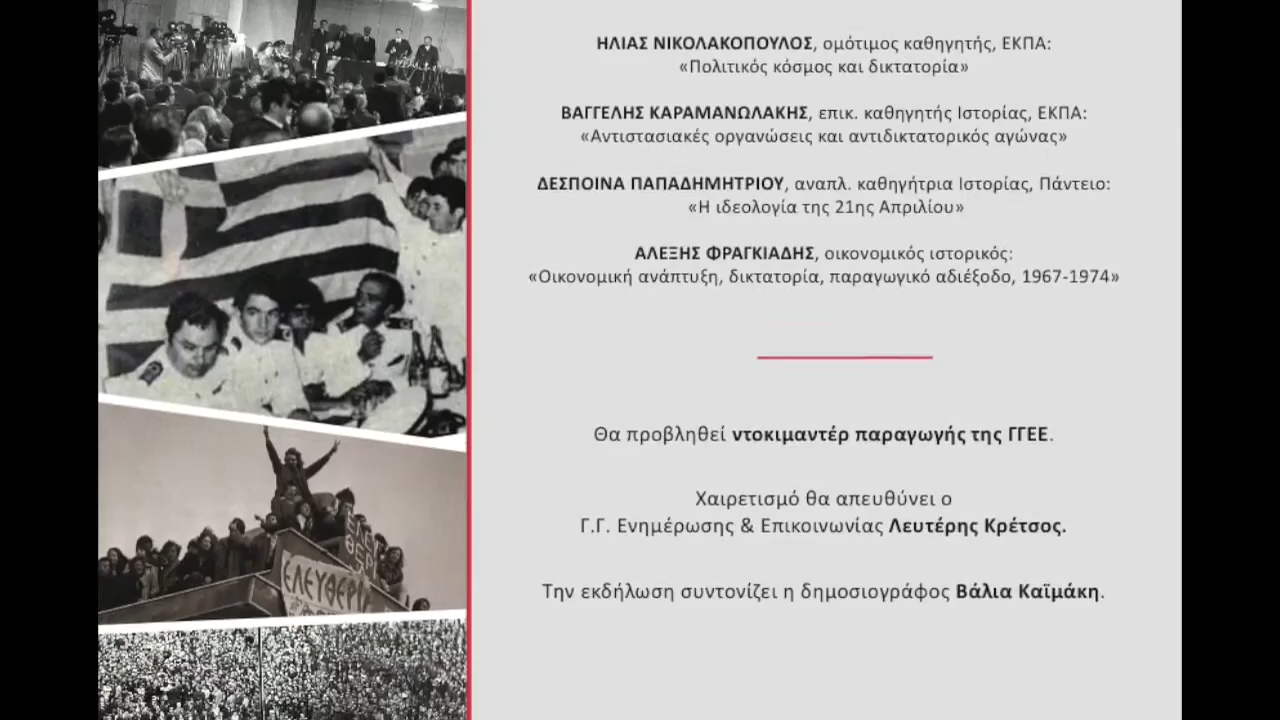 ΗΛΙΑΣ ΝΙΚΟΛΑΚΟΠΟΥΛΟΣ, ομότιμος καθηγητής, ΕΚΠΑ:
«Πολιτικός κόσμος και δικτατορία»
ΒΑΓΓΕΛΗΣ ΚΑΡΑΜΑΝΩΛΑΚΗΣ, επικ. καθηγητής Ιστορίας, ΕΚΠΑ:
«Αντιστασιακές οργανώσεις και αντιδικτατορικός αγώνας»
ΔΕΣΠΟΙΝΑ ΠΑΠΑΔΗΜΗΤΡΙΟΥ, αναπλ. καθηγήτρια Ιστορίας, Πάντειο:
«Η ιδεολογία της 21ης Απριλίου»
ΑΛΕΞΗΣ ΦΡΑΓΚΙΑΔΗΣ, οικονομικός ιστορικός:
«Οικονομική ανάπτυξη, δικτατορία, παραγωγικό αδιέξοδο, 1967-1974»
Θα προβληθεί ντοκιμαντέρ παραγωγής της ΓΓΕΕ.
Χαιρετισμό θα απευθύνει ο
Γ.Γ. Ενημέρωσης & Επικοινωνίας Λευτέρης Κρέτσος.
Την εκδήλωση συντονίζει η δημοσιογράφος Βάλια Καϊμάκη.
ΕΛΕΥΘΕΡΙΑ